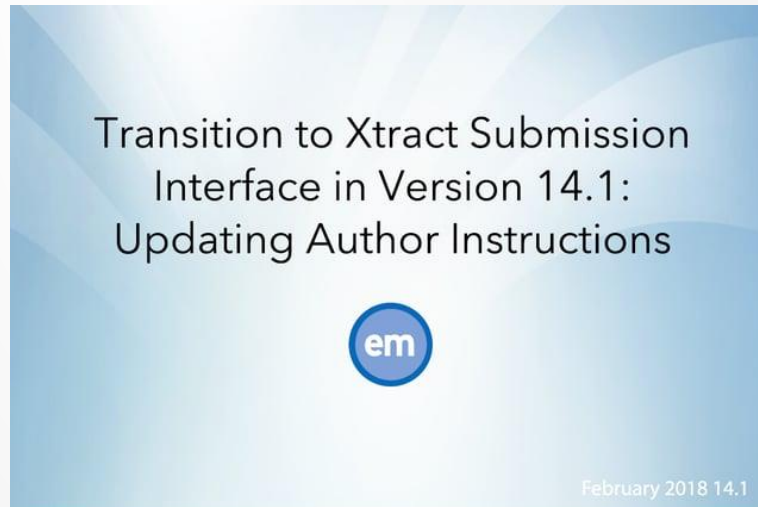 Transition to Xtract Submission
Interface in Version 14.1:
Updating Author Instructions
em
February 2018 14.1